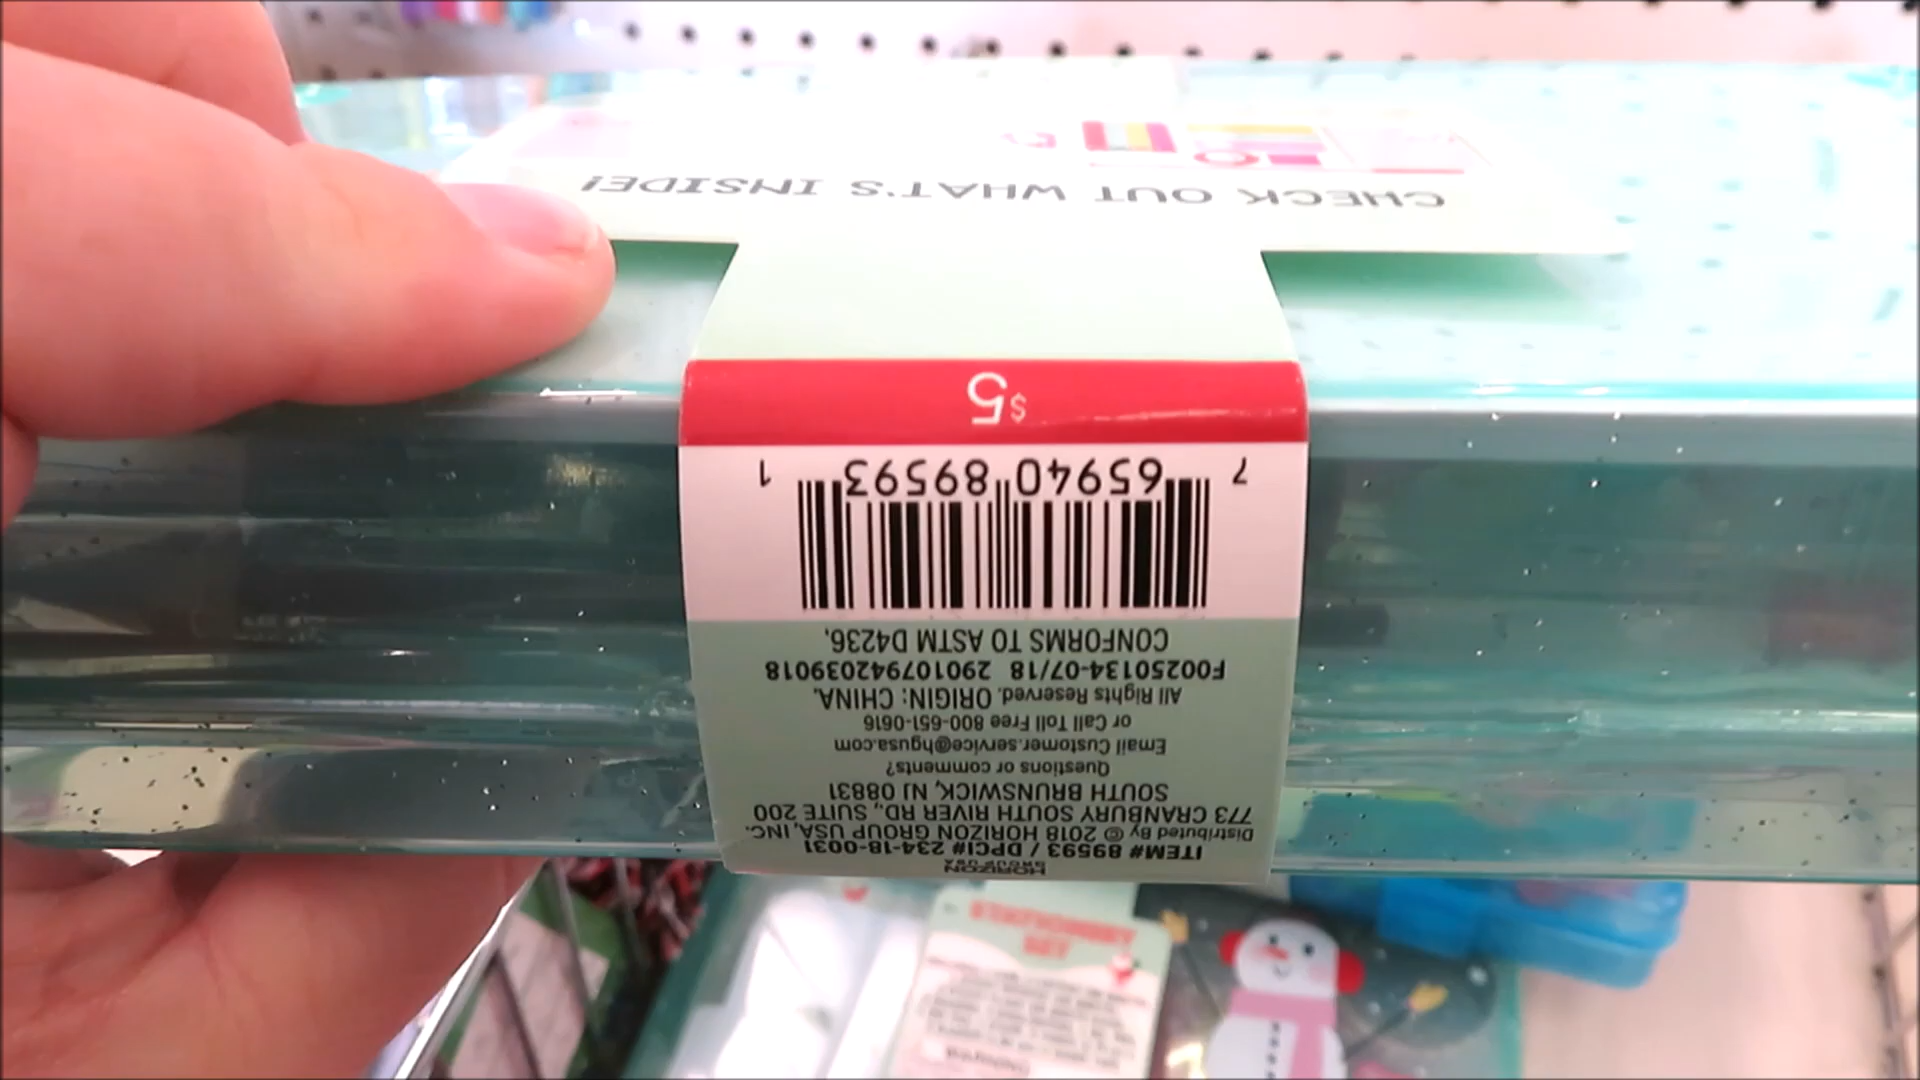 HORIZON
GROUP USA
ITEM# 89593 / DPCI# 234-18-0031
Distributed By © 2018 HORIZON GROUP USA, INC.
773 CRANBURY SOUTH RIVER RD., SUITE 200
SOUTH BRUNSWICK, NJ 08831
Questions or comments?
Email Customer.service@hgusa.com
or Call Toll Free 800-651-0616
All Rights Reserved. ORIGIN: CHINA.
F00250134-07/18 290107942039018
CONFORMS TO ASTM D4236.
7 65940 89593 1
$5
CHECK OUT WHAT'S INSIDE!